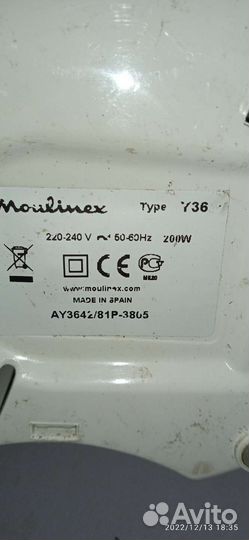 Moulinex Type Y36
220-240 V ~ 50-60Hz 200W
CE
www.moulinex.com
MADE IN SPAIN
AY3642/81P-3805
Avito
2022/12/13 18:35